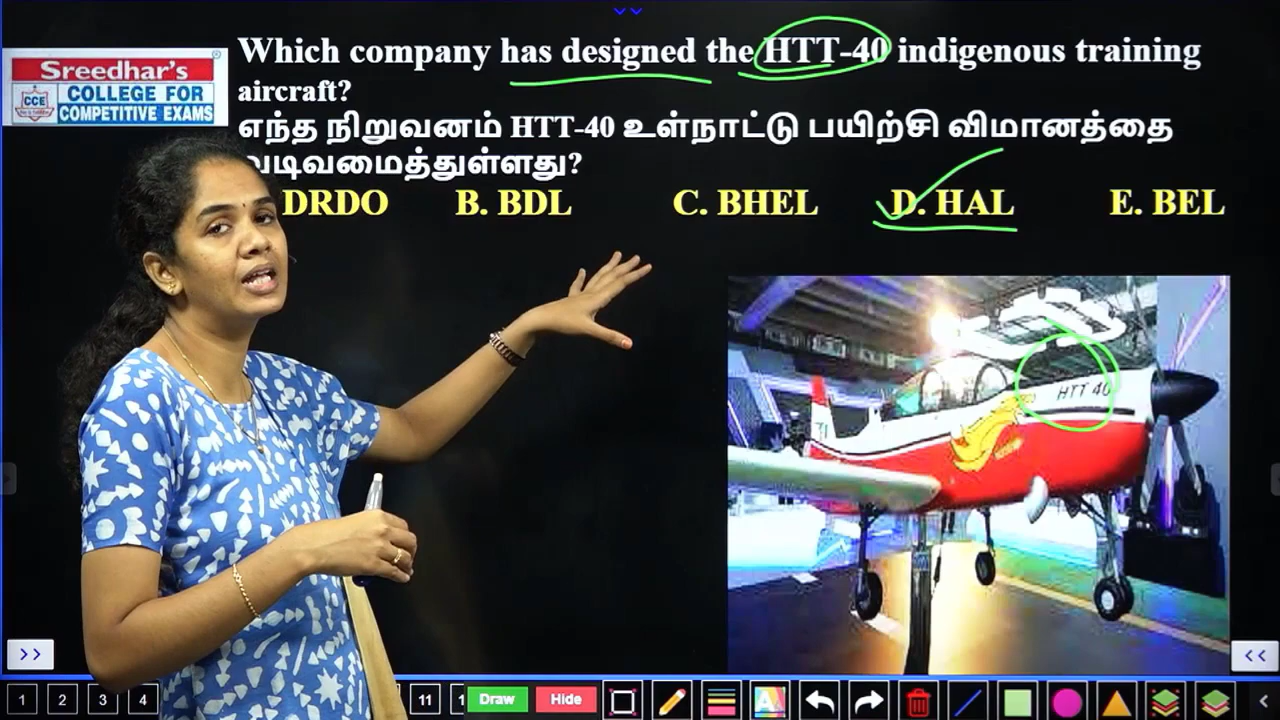 Sreedhar's
CCE
COLLEGE FOR
COMPETITIVE EXAMS
Which company has designed the HTT-40 indigenous training
aircraft?
எந்த நிறுவனம் HTT-40 உள்நாட்டு பயிற்சி விமானத்தை
வடிவமைத்துள்ளது?
DRDO B. BDL C. BHEL D. HAL E. BEL
HTT 40
>> <<
1 2 3 4 11 1 Draw Hide A